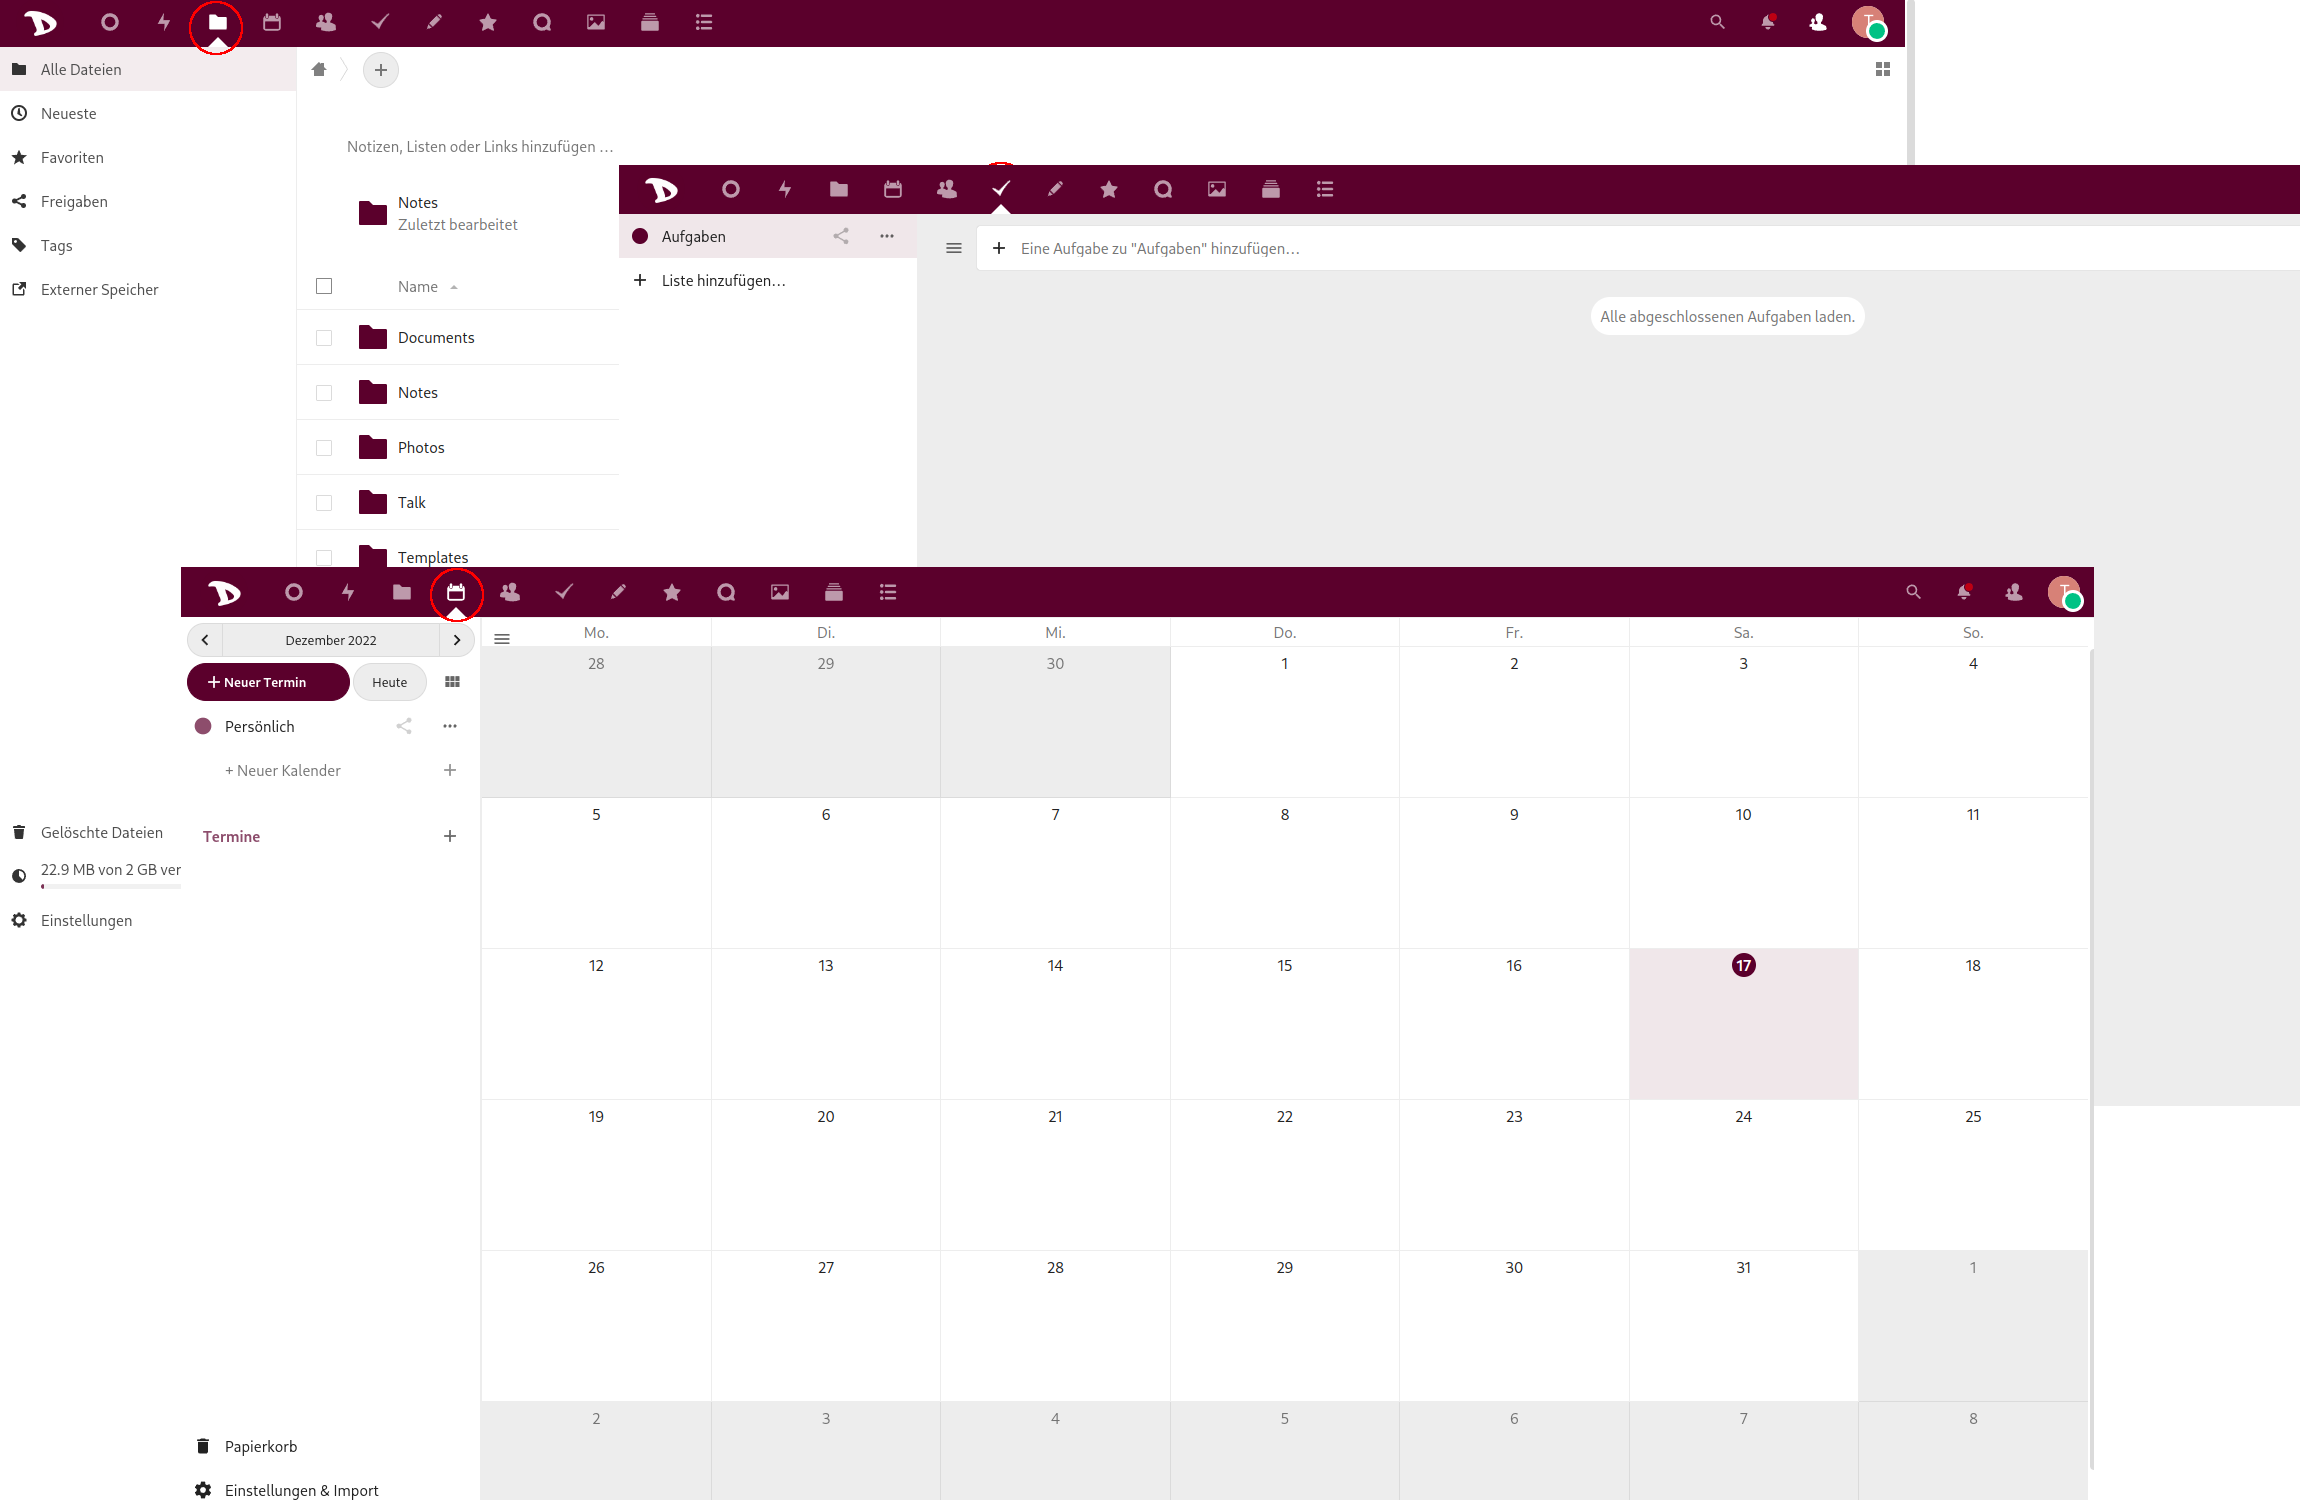 T
Alle Dateien
Neueste
Favoriten
Freigaben
Tags
Externer Speicher
Notizen, Listen oder Links hinzufügen …
Notes
Zuletzt bearbeitet
Name
Documents
Notes
Photos
Talk
Templates
Gelöschte Dateien
22.9 MB von 2 GB ver
Einstellungen
Aufgaben
Liste hinzufügen…
Eine Aufgabe zu "Aufgaben" hinzufügen…
Alle abgeschlossenen Aufgaben laden.
T
Dezember 2022
Neuer Termin Heute
Persönlich
+ Neuer Kalender
Termine
Papierkorb
Einstellungen & Import
Mo. Di. Mi. Do. Fr. Sa. So.
28 29 30 1 2 3 4
5 6 7 8 9 10 11
12 13 14 15 16 17 18
19 20 21 22 23 24 25
26 27 28 29 30 31 1
2 3 4 5 6 7 8